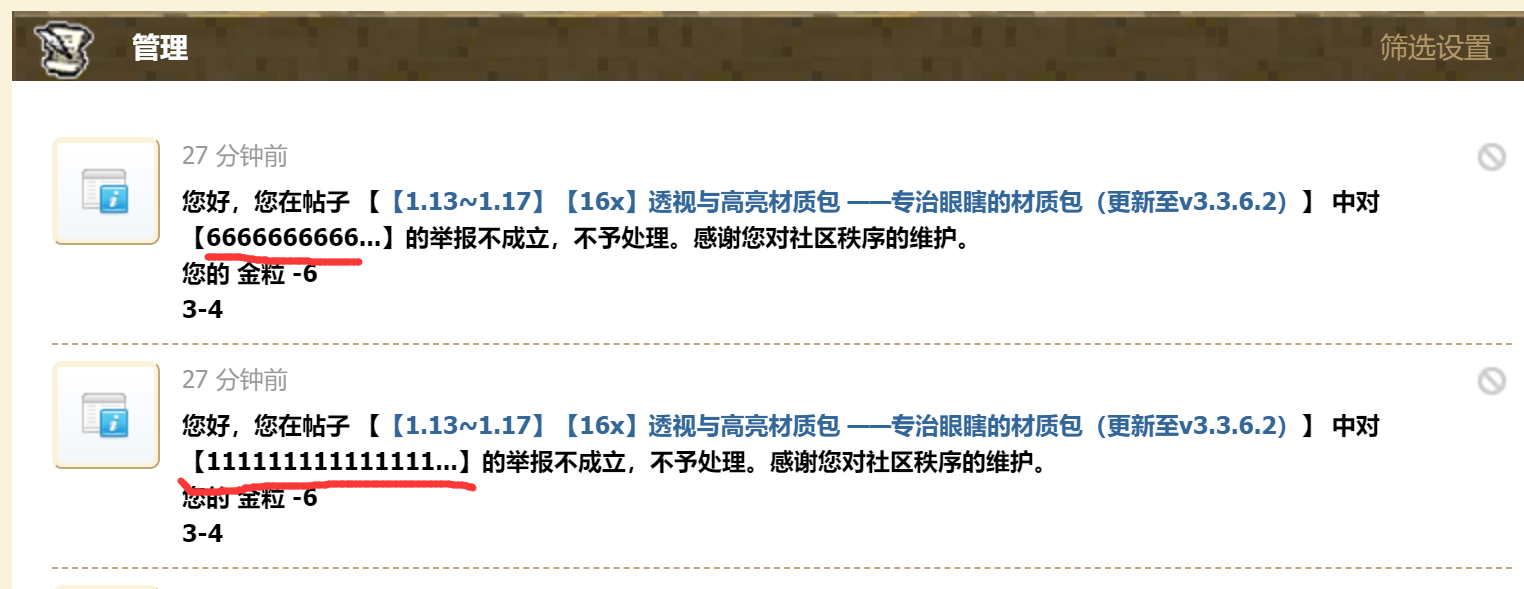 管理
筛选设置
27 分钟前
您好，您在帖子 【【1.13~1.17】【16x】透视与高亮材质包 ——专治眼瞎的材质包（更新至v3.3.6.2）】 中对
【6666666666...】的举报不成立，不予处理。感谢您对社区秩序的维护。
您的 金粒 -6
3-4
27 分钟前
您好，您在帖子 【【1.13~1.17】【16x】透视与高亮材质包 ——专治眼瞎的材质包（更新至v3.3.6.2）】 中对
【111111111111111...】的举报不成立，不予处理。感谢您对社区秩序的维护。
您的 金粒 -6
3-4